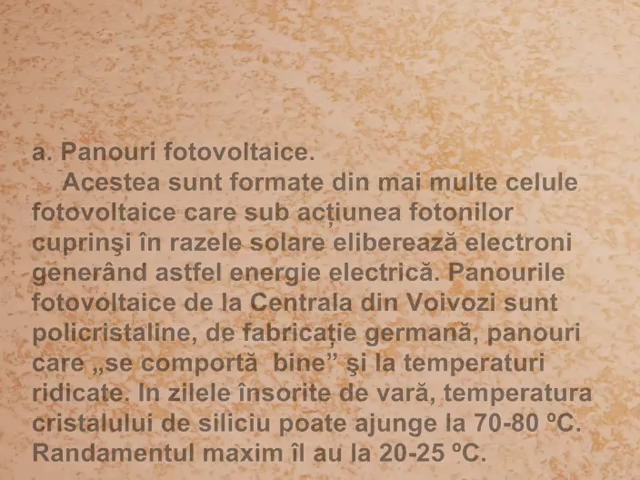 a. Panouri fotovoltaice.
Acestea sunt formate din mai multe celule
fotovoltaice care sub acţiunea fotonilor
cuprinşi în razele solare eliberează electroni
generând astfel energie electrică. Panourile
fotovoltaice de la Centrala din Voivozi sunt
policristaline, de fabricaţie germană, panouri
care „se comportă  bine” şi la temperaturi
ridicate. In zilele însorite de vară, temperatura
cristalului de siliciu poate ajunge la 70-80 ºC.
Randamentul maxim îl au la 20-25 ºC.